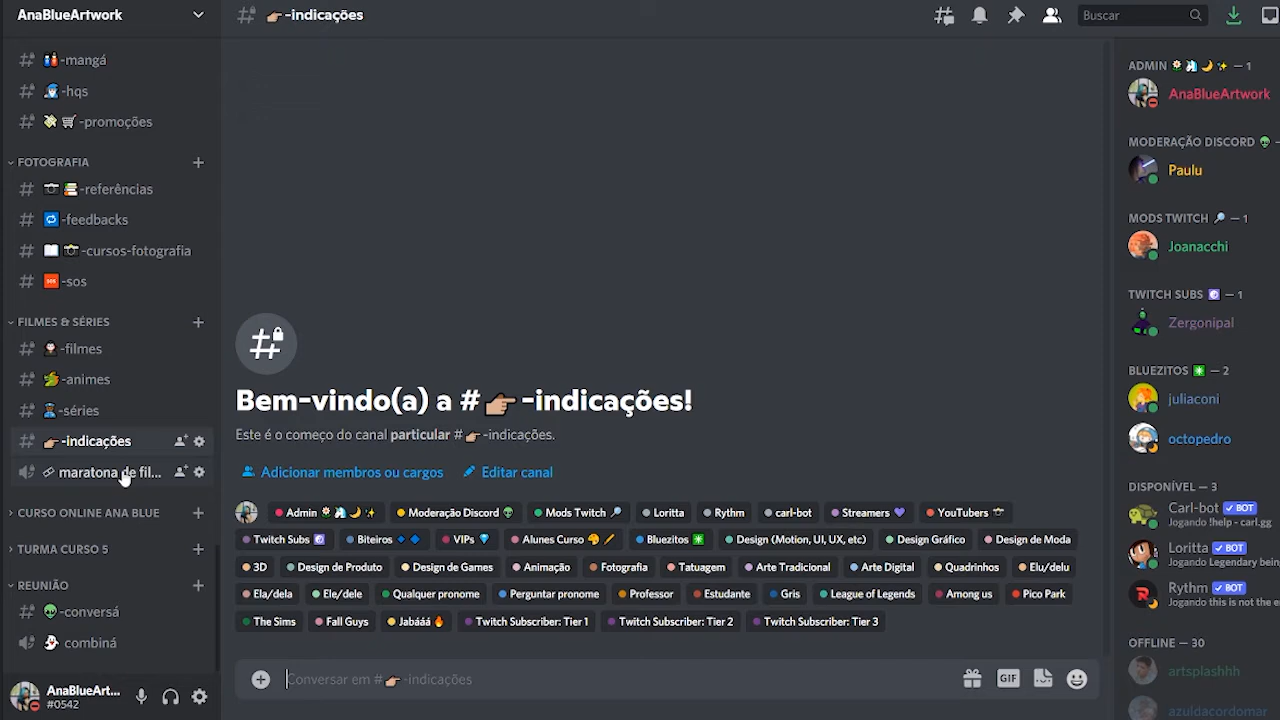 AnaBlueArtwork
-mangá
-hqs
-promoções
FOTOGRAFIA
-referências
-feedbacks
-cursos-fotografia
sos -sos
FILMES & SÉRIES
-filmes
-animes
-séries
-indicações
maratona de fil...
CURSO ONLINE ANA BLUE
TURMA CURSO 5
REUNIÃO
-conversá
combiná
AnaBlueArt...
#0542
# -indicações
Buscar
Bem-vindo(a) a # -indicações!
Este é o começo do canal particular # -indicações.
Adicionar membros ou cargos Editar canal
Admin Moderação Discord Mods Twitch Loritta Rythm carl-bot Streamers YouTubers
Twitch Subs Biteiros VIPs Alunes Curso Bluezitos Design (Motion, UI, UX, etc) Design Gráfico Design de Moda
3D Design de Produto Design de Games Animação Fotografia Tatuagem Arte Tradicional Arte Digital Quadrinhos Elu/delu
Ela/dela Ele/dele Qualquer pronome Perguntar pronome Professor Estudante Gris League of Legends Among us Pico Park
The Sims Fall Guys Jabááá Twitch Subscriber: Tier 1 Twitch Subscriber: Tier 2 Twitch Subscriber: Tier 3
Conversar em # -indicações
GIF
ADMIN — 1
AnaBlueArtwork
MODERAÇÃO DISCORD -
Paulu
MODS TWITCH — 1
Joanacchi
TWITCH SUBS — 1
Zergonipal
BLUEZITOS — 2
juliaconi
octopedro
DISPONÍVEL — 3
Carl-bot BOT
Jogando !help - carl.gg
Loritta BOT
Jogando Legendary bein
Rythm BOT
Jogando this is not the e
OFFLINE — 30
artsplashhh
azuldacordomar